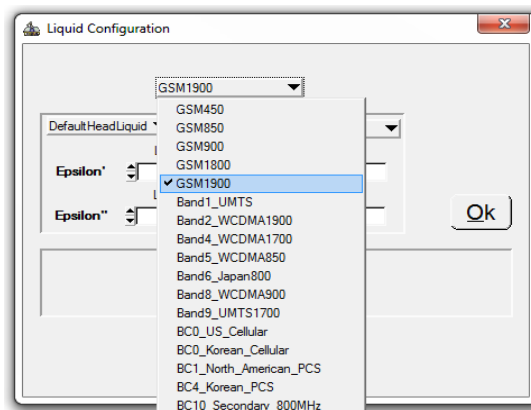 Liquid Configuration
GSM1900
GSM450
GSM850
GSM900
GSM1800
GSM1900
Band1_UMTS
Band2_WCDMA1900
Band4_WCDMA1700
Band5_WCDMA850
Band6_Japan800
Band8_WCDMA900
Band9_UMTS1700
BC0_US_Cellular
BC0_Korean_Cellular
BC1_North_American_PCS
BC4_Korean_PCS
BC10_Secondary_800MHz
DefaultHeadLiquid
Epsilon'
Epsilon"
Ok